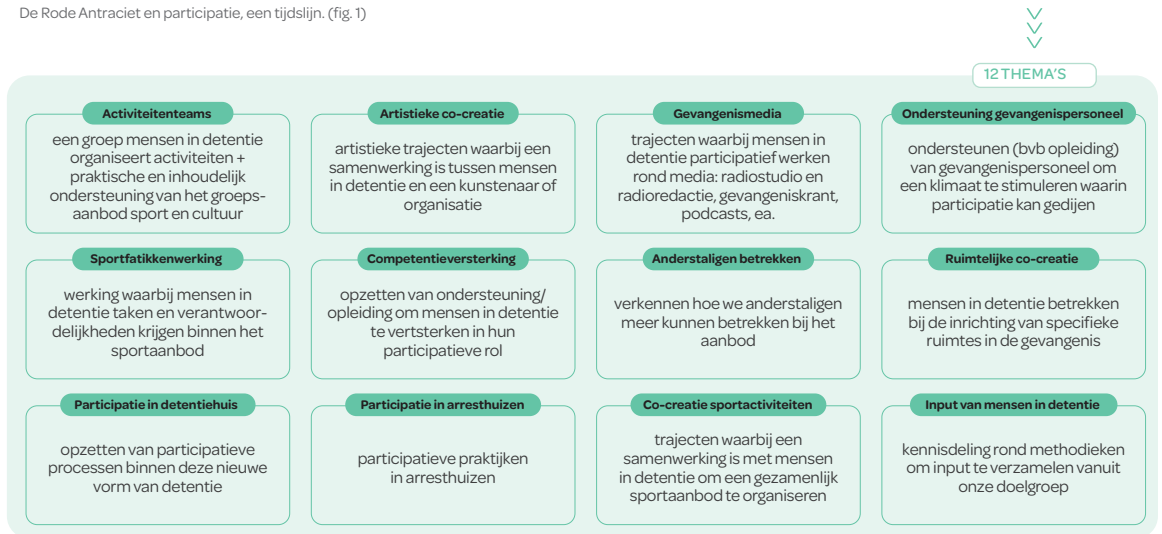 De Rode Antraciet en participatie, een tijdslijn. (fig. 1)
12 THEMA'S
Activiteitenteams
een groep mensen in detentie
organiseert activiteiten +
praktische en inhoudelijk
ondersteuning van het groeps-
aanbod sport en cultuur
Artistieke co-creatie
artistieke trajecten waarbij een
samenwerking is tussen mensen
in detentie en een kunstenaar of
organisatie
Gevangenismedia
trajecten waarbij mensen in
detentie participatief werken
rond media: radiostudio en
radioredactie, gevangeniskrant,
podcasts, ea.
Ondersteuning gevangenispersoneel
ondersteunen (bvb opleiding)
van gevangenispersoneel om
een klimaat te stimuleren waarin
participatie kan gedijen
Sportfatikkenwerking
werking waarbij mensen in
detentie taken en verantwoor-
delijkheden krijgen binnen het
sportaanbod
Competentieversterking
opzetten van ondersteuning/
opleiding om mensen in detentie
te vertsterken in hun
participatieve rol
Anderstaligen betrekken
verkennen hoe we anderstaligen
meer kunnen betrekken bij het
aanbod
Ruimtelijke co-creatie
mensen in detentie betrekken
bij de inrichting van specifieke
ruimtes in de gevangenis
Participatie in detentiehuis
opzetten van participatieve
processen binnen deze nieuwe
vorm van detentie
Participatie in arresthuizen
participatieve praktijken
in arresthuizen
Co-creatie sportactiviteiten
trajecten waarbij een
samenwerking is met mensen
in detentie om een gezamenlijk
sportaanbod te organiseren
Input van mensen in detentie
kennisdeling rond methodieken
om input te verzamelen vanuit
onze doelgroep